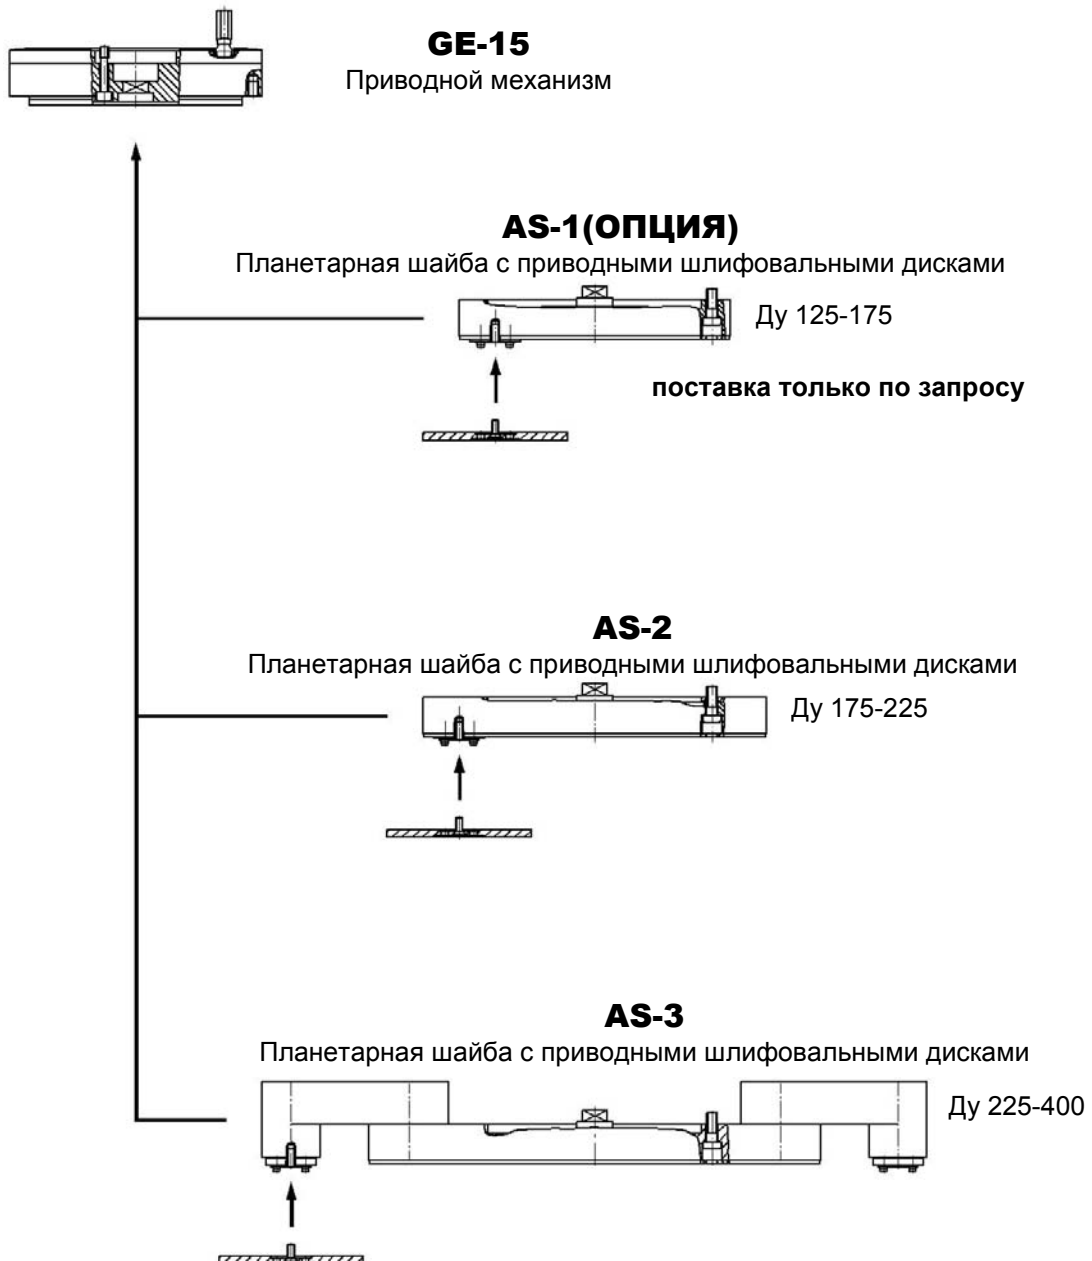 GE-15
Приводной механизм
AS-1(ОПЦИЯ)
Планетарная шайба с приводными шлифовальными дисками
Ду 125-175
поставка только по запросу
AS-2
Планетарная шайба с приводными шлифовальными дисками
Ду 175-225
AS-3
Планетарная шайба с приводными шлифовальными дисками
Ду 225-400